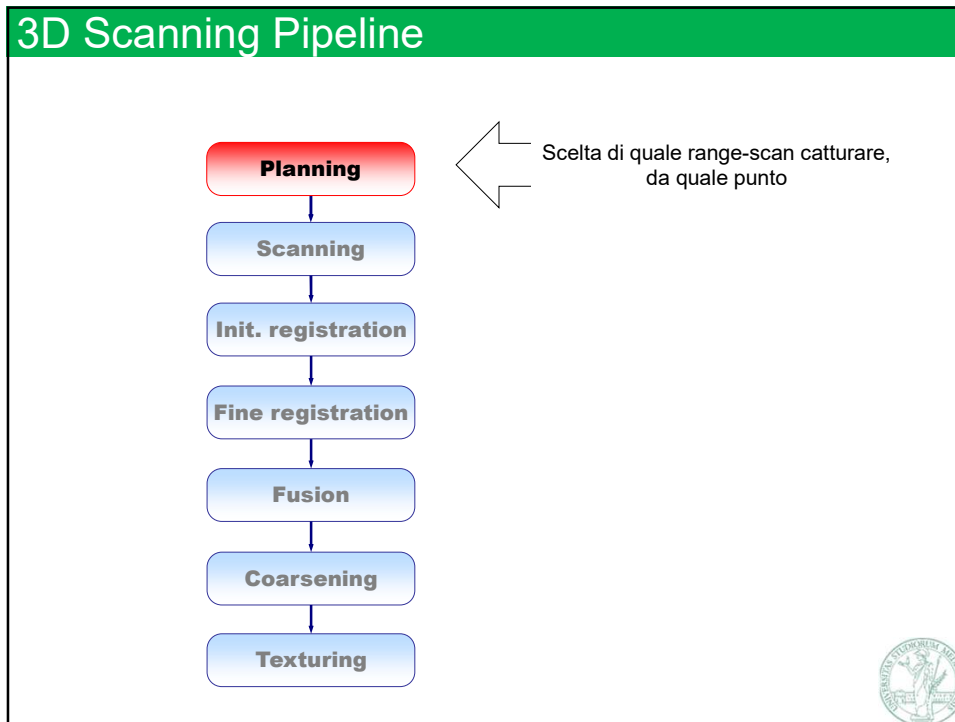 3D Scanning Pipeline
Planning
Scelta di quale range-scan catturare,
da quale punto
Scanning
Init. registration
Fine registration
Fusion
Coarsening
Texturing